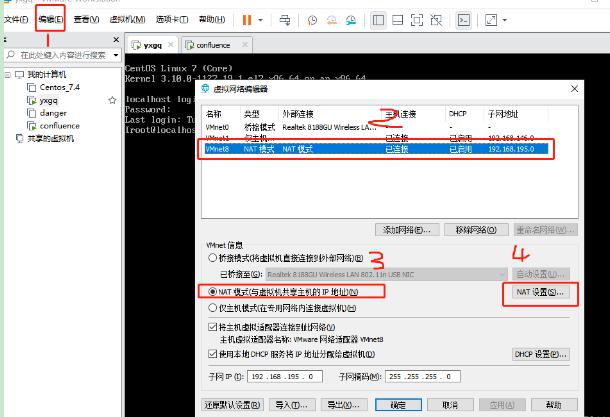 文件(F) 编辑(E) 查看(V) 虚拟机(M) 选项卡(T) 帮助(H)
1
在此处键入内容进行搜索
我的计算机
Centos_7.4
yxgq
danger
confluence
共享的虚拟机
yxgq confluence
CentOS Linux 7 (Core)
localhost logi
Password:
Last login: Tu
[root@localhos
虚拟网络编辑器
名称 类型 外部连接 主机连接 DHCP 子网地址
2
VMnet0 桥接模式 Realtek 8188GU Wireless LA... - - -
VMnet1 仅主机... - 已连接 已启用 192.168.146.0
VMnet8 NAT 模式 NAT 模式 已连接 已启用 192.168.195.0
添加网络(E)... 移除网络(O) 重命名网络(W)...
VMnet 信息
桥接模式(将虚拟机直接连接到外部网络)(B)
3
4
已桥接至(G): Realtek 8188GU Wireless LAN 802.11n USB NIC 自动设置(U)...
NAT 模式(与虚拟机共享主机的 IP 地址)(N) NAT 设置(S)...
仅主机模式(在专用网络内连接虚拟机)(H)
将主机虚拟适配器连接到此网络(V)
主机虚拟适配器名称: VMware 网络适配器 VMnet8
使用本地 DHCP 服务将 IP 地址分配给虚拟机(D) DHCP 设置(P)...
子网 IP (I): 192 .168 .195 . 0 子网掩码(M): 255 .255 .255 . 0
还原默认设置(R) 导入(T)... 导出(X)... 确定 取消 应用(A) 帮助